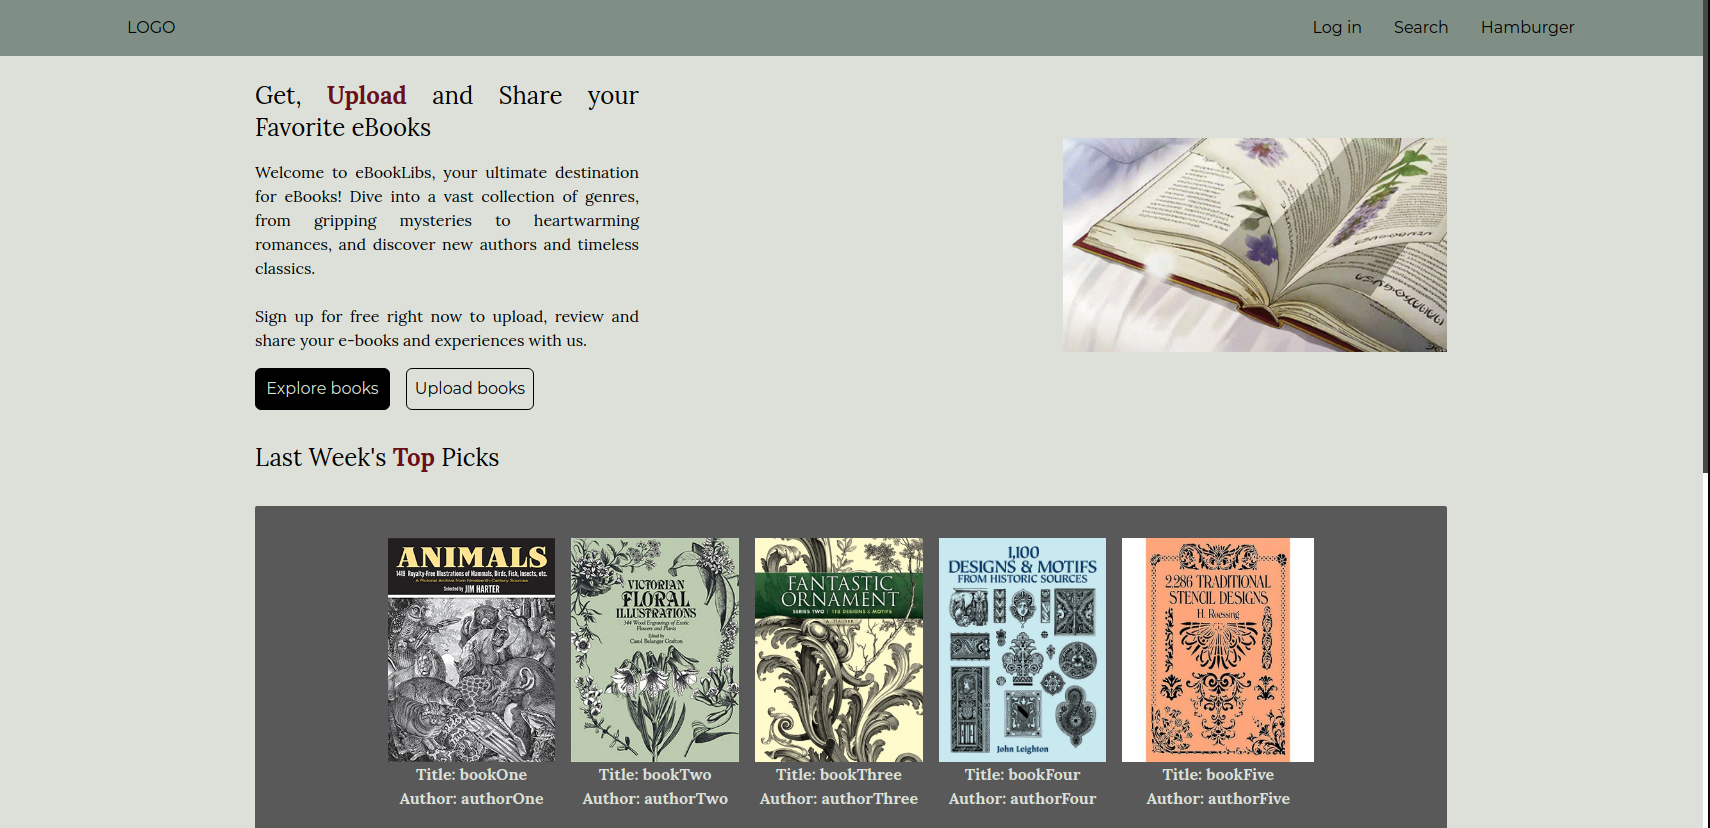 LOGO
Log in Search Hamburger
Get, Upload and Share your
Favorite eBooks
Welcome to eBookLibs, your ultimate destination
for eBooks! Dive into a vast collection of genres,
from gripping mysteries to heartwarming
romances, and discover new authors and timeless
classics.
Sign up for free right now to upload, review and
share your e-books and experiences with us.
Explore books
Upload books
Last Week's Top Picks
ANIMALS
1419 Royalty-Free Illustrations of Mammals, Birds, Fish, Insects, etc.
A Pictorial Archive from Nineteenth-Century Sources
Selected by JIM HARTER
Title: bookOne
Author: authorOne
VICTORIAN
FLORAL
ILLUSTRATIONS
344 Wood Engravings of Exotic
Flowers and Plants
Edited by
Carol Belanger Grafton
Title: bookTwo
Author: authorTwo
FANTASTIC
ORNAMENT
SERIES TWO | 118 DESIGNS & MOTIFS
A. HAUSER
Title: bookThree
Author: authorThree
1,100
DESIGNS & MOTIFS
FROM HISTORIC SOURCES
John Leighton
Title: bookFour
Author: authorFour
2,286 TRADITIONAL
STENCIL DESIGNS
H. Roessing
Title: bookFive
Author: authorFive